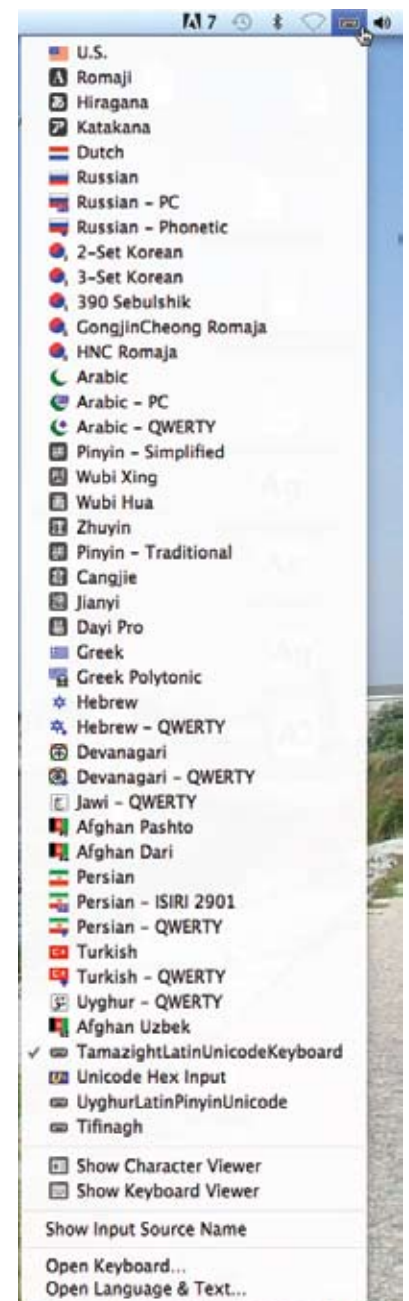 7
U.S.
Romaji
Hiragana
Katakana
Dutch
Russian
Russian – PC
Russian – Phonetic
2-Set Korean
3-Set Korean
390 Sebulshik
GongjinCheong Romaja
HNC Romaja
Arabic
Arabic – PC
Arabic – QWERTY
Pinyin – Simplified
Wubi Xing
Wubi Hua
Zhuyin
Pinyin – Traditional
Cangjie
Jianyi
Dayi Pro
Greek
Greek Polytonic
Hebrew
Hebrew – QWERTY
Devanagari
Devanagari – QWERTY
Jawi – QWERTY
Afghan Pashto
Afghan Dari
Persian
Persian – ISIRI 2901
Persian – QWERTY
Turkish
Turkish – QWERTY
Uyghur – QWERTY
Afghan Uzbek
✓ TamazightLatinUnicodeKeyboard
Unicode Hex Input
UyghurLatinPinyinUnicode
Tifinagh
Show Character Viewer
Show Keyboard Viewer
Show Input Source Name
Open Keyboard...
Open Language & Text...